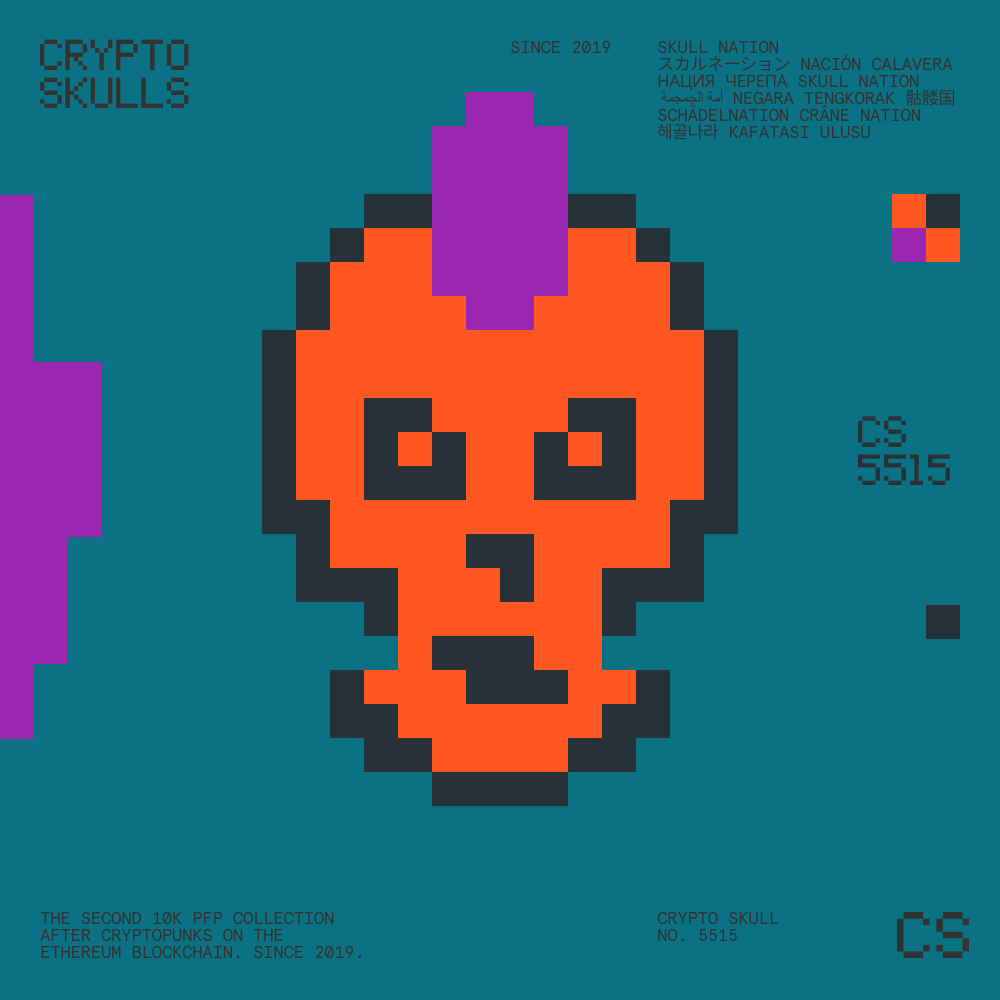 CRYPTO
SKULLS
SINCE 2019
SKULL NATION
スカルネーション NACIÓN CALAVERA
НАЦИЯ ЧЕРЕПА SKULL NATION
أمة الجمجمة NEGARA TENGKORAK 骷髅国
SCHÄDELNATION CRÂNE NATION
해골나라 KAFATASI ULUSU
CS
5515
THE SECOND 10K PFP COLLECTION
AFTER CRYPTOPUNKS ON THE
ETHEREUM BLOCKCHAIN. SINCE 2019.
CRYPTO SKULL
NO. 5515
CS